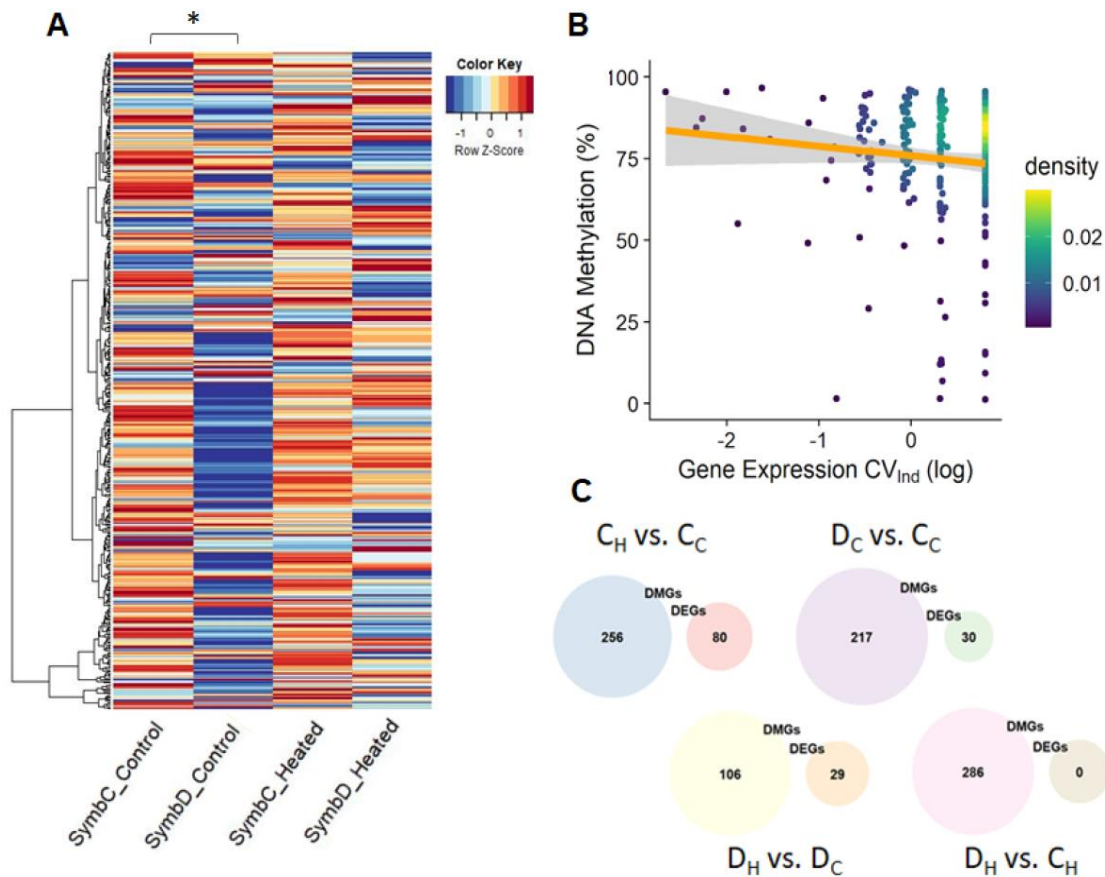 A
*
Color Key
-1 0 1
Row Z-Score
SymbC_Control
SymbD_Control
SymbC_Heated
SymbD_Heated
B
100
75
50
25
0
DNA Methylation (%)
-2 -1 0
Gene Expression CVInd (log)
density
0.02
0.01
C
CH vs. CC
DMGs
DEGs
256
80
DC vs. CC
DMGs
DEGs
217
30
DMGs
DEGs
106
29
DH vs. DC
DMGs
DEGs
286
0
DH vs. CH